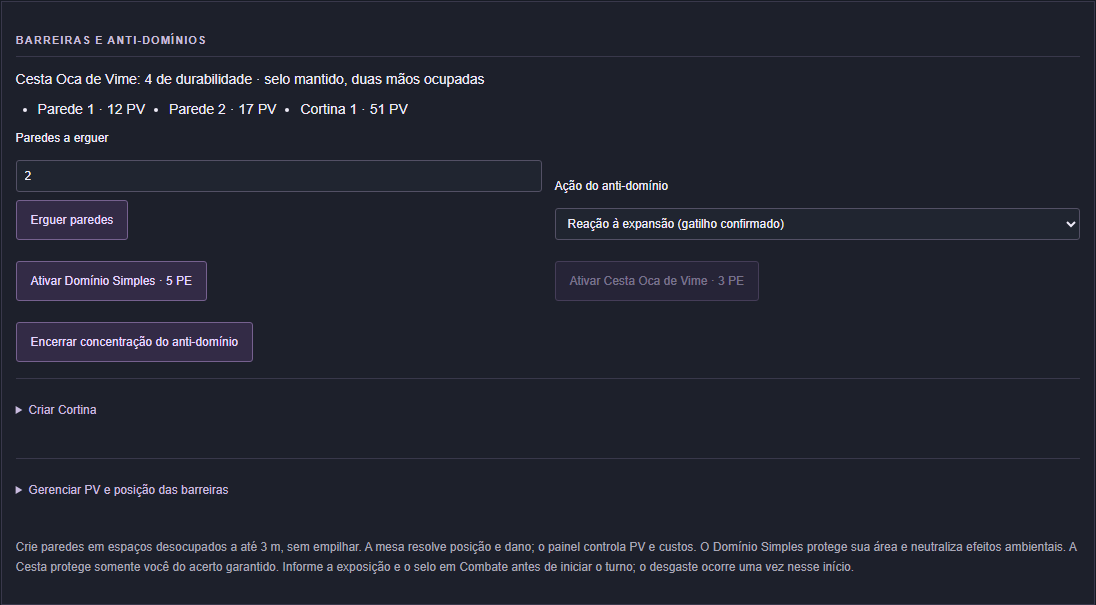 BARREIRAS E ANTI-DOMÍNIOS
Cesta Oca de Vime: 4 de durabilidade · selo mantido, duas mãos ocupadas
• Parede 1 · 12 PV • Parede 2 · 17 PV • Cortina 1 · 51 PV
Paredes a erguer
2
Erguer paredes
Ação do anti-domínio
Reação à expansão (gatilho confirmado)
Ativar Domínio Simples · 5 PE
Ativar Cesta Oca de Vime · 3 PE
Encerrar concentração do anti-domínio
Criar Cortina
Gerenciar PV e posição das barreiras
Crie paredes em espaços desocupados a até 3 m, sem empilhar. A mesa resolve posição e dano; o painel controla PV e custos. O Domínio Simples protege sua área e neutraliza efeitos ambientais. A
Cesta protege somente você do acerto garantido. Informe a exposição e o selo em Combate antes de iniciar o turno; o desgaste ocorre uma vez nesse início.